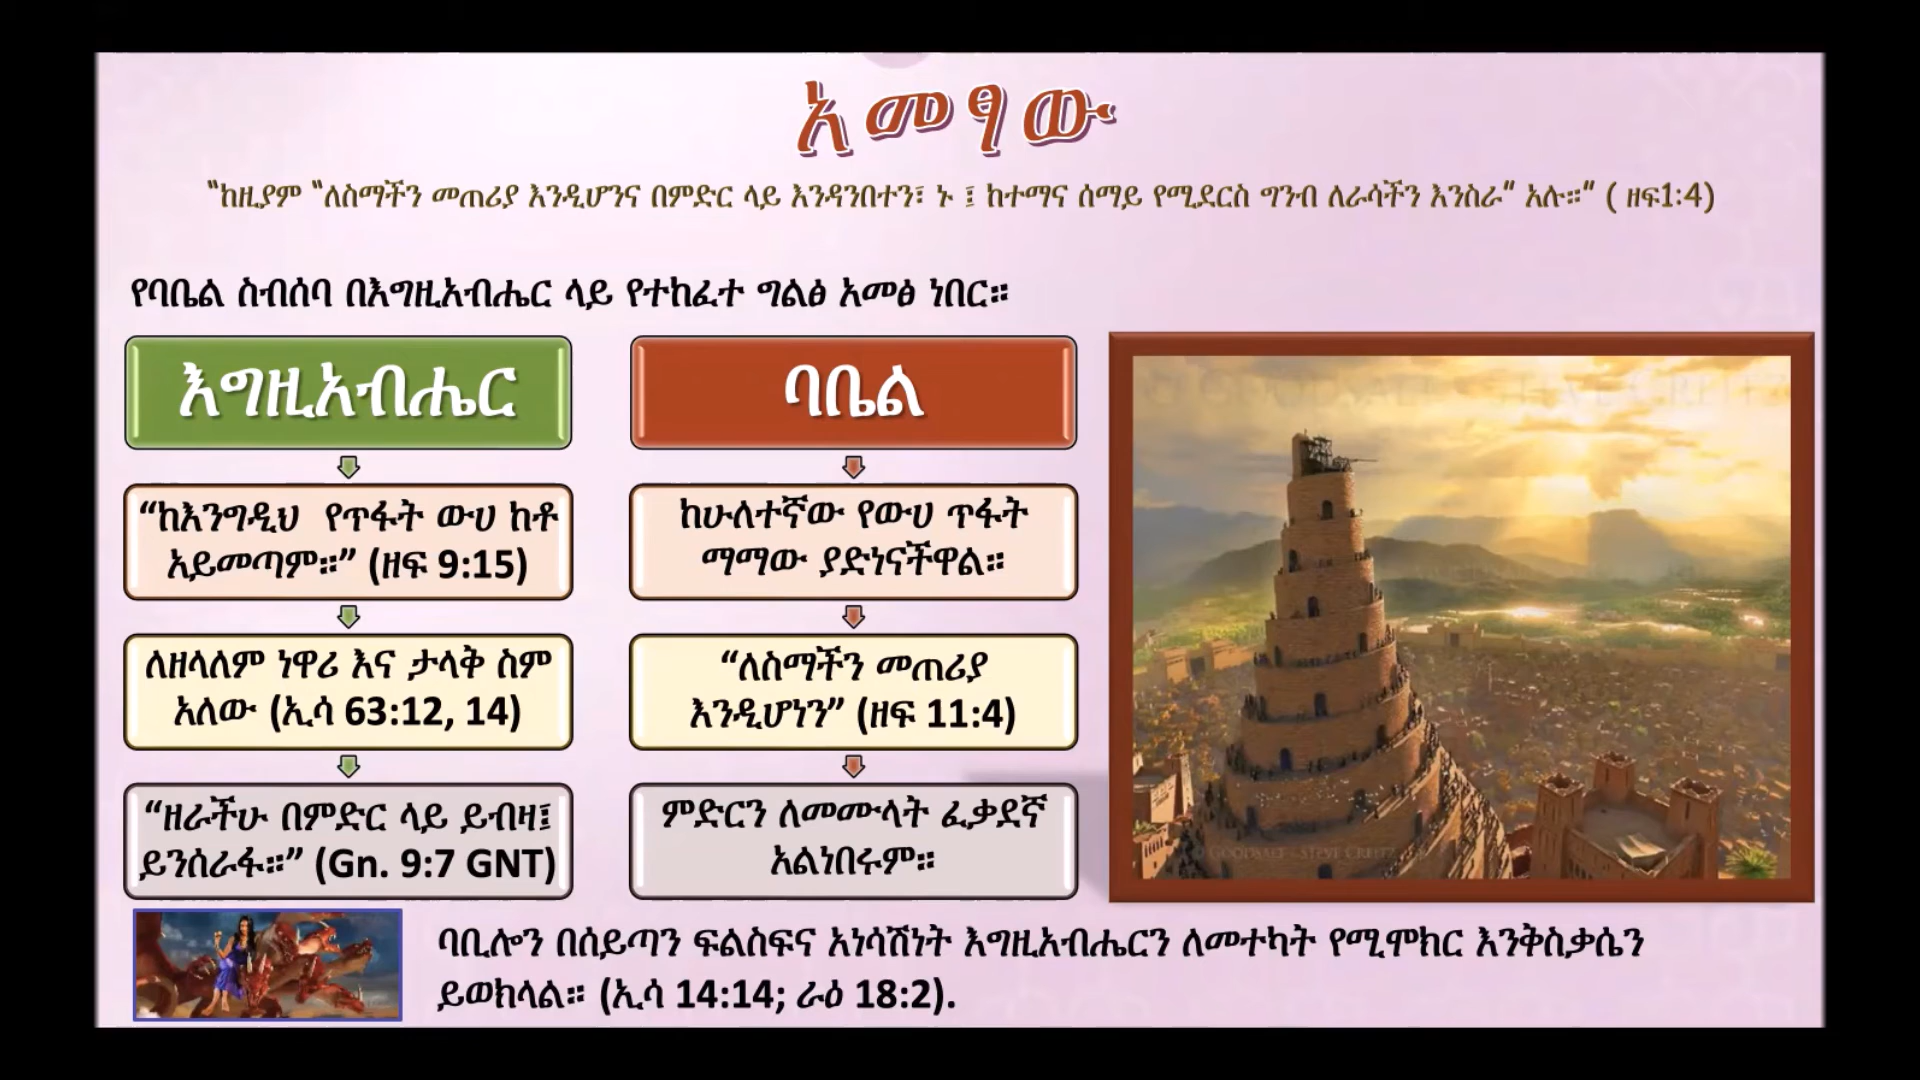 አመፃው
"ከዚያም "ለስማችን መጠሪያ እንዲሆንና በምድር ላይ እንዳንበተን፣ ኑ ፤ ከተማና ሰማይ የሚደርስ ግንብ ለራሳችን እንስራ" አሉ።" ( ዘፍ1:4)
የባቤል ስብሰባ በእግዚአብሔር ላይ የተከፈተ ግልፅ አመፅ ነበር።
እግዚአብሔር
“ከእንግዲህ የጥፋት ውሀ ከቶ
አይመጣም።” (ዘፍ 9:15)
ለዘላለም ነዋሪ እና ታላቅ ስም
አለው (ኢሳ 63:12, 14)
“ዘራችሁ በምድር ላይ ይብዛ፤
ይንሰራፋ።” (Gn. 9:7 GNT)
ባቤል
ከሁለተኛው የውሀ ጥፋት
ማማው ያድነናችዋል።
“ለስማችን መጠሪያ
እንዲሆነን” (ዘፍ 11:4)
ምድርን ለመሙላት ፈቃደኛ
አልነበሩም።
GOODSALT - STEVE CREITZ
ባቢሎን በሰይጣን ፍልስፍና አነሳሽነት እግዚአብሔርን ለመተካት የሚሞክር እንቅስቃሴን
ይወክላል። (ኢሳ 14:14; ራዕ 18:2).